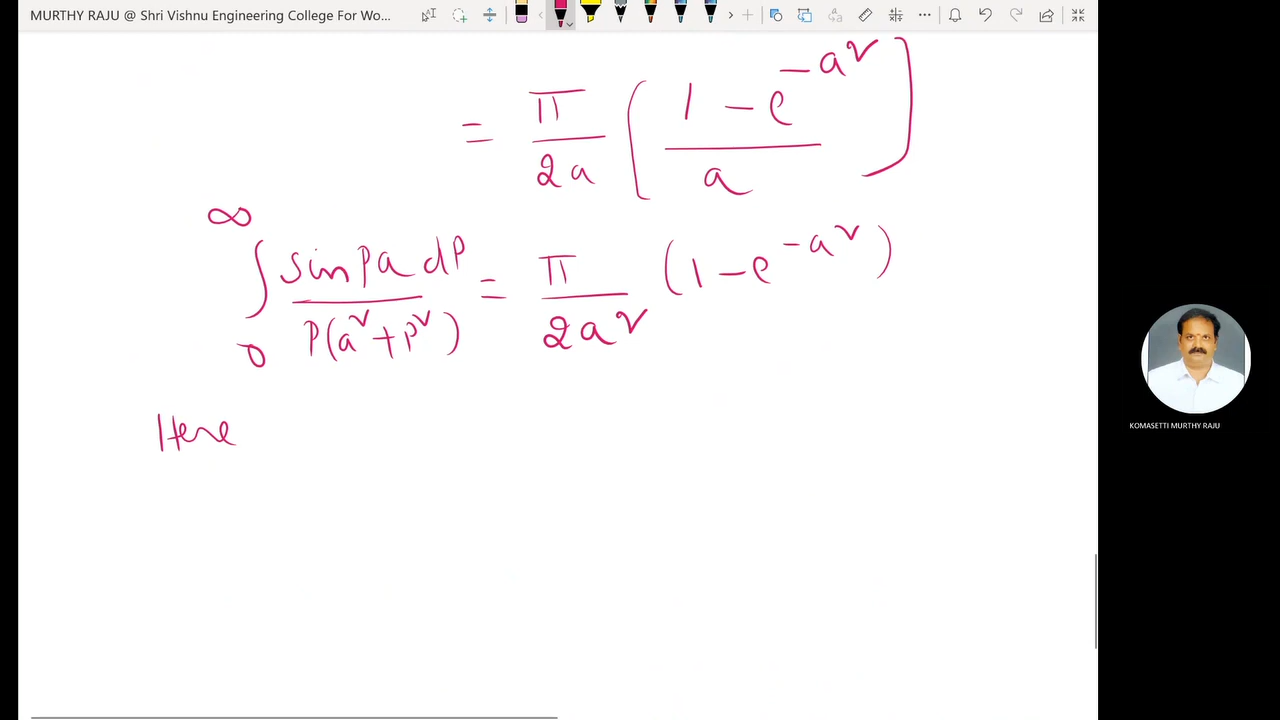 MURTHY RAJU @ Shri Vishnu Engineering College For Wo...
= π/2a [ (1 - e^{-a²})/a ]
∫₀^∞ sin pa dp / p(a² + p²) = π/2a² (1 - e^{-a²})
Here
KOMASETTI MURTHY RAJU